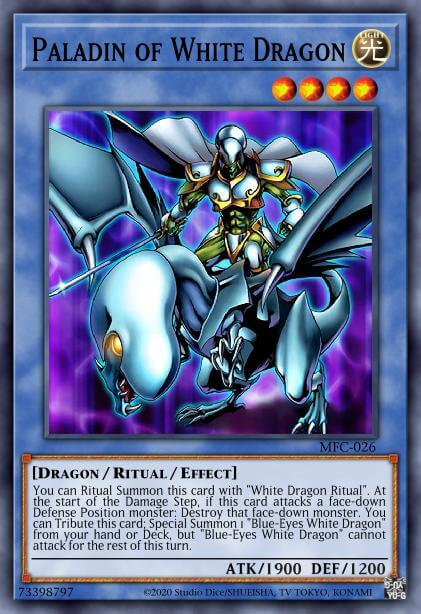 PALADIN OF WHITE DRAGON
LIGHT
光
MFC-026
[DRAGON / RITUAL / EFFECT]
You can Ritual Summon this card with "White Dragon Ritual". At
the start of the Damage Step, if this card attacks a face-down
Defense Position monster: Destroy that face-down monster. You
can Tribute this card; Special Summon 1 "Blue-Eyes White Dragon"
from your hand or Deck, but "Blue-Eyes White Dragon" cannot
attack for the rest of this turn.
ATK/1900 DEF/1200
73398797
©2020 Studio Dice/SHUEISHA, TV TOKYO, KONAMI